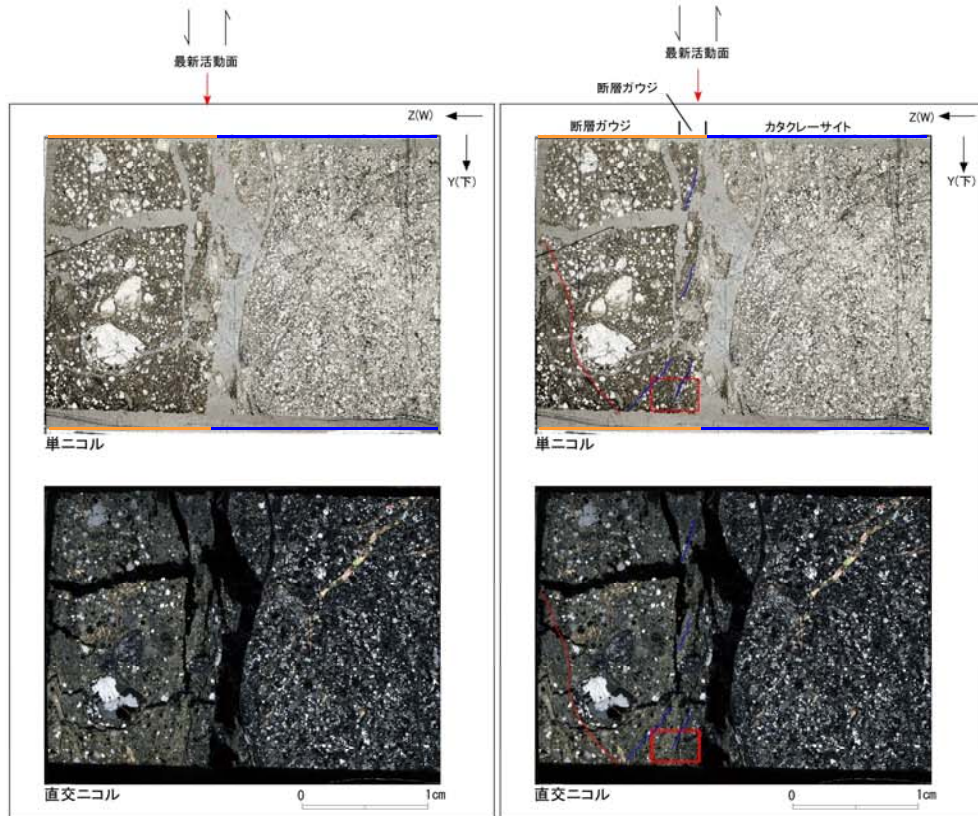 最新活動面
Z(W)
Y(下)
単ニコル
直交ニコル
0 1cm
最新活動面
断層ガウジ
断層ガウジ カタクレーサイト
Z(W)
Y(下)
単ニコル
直交ニコル
0 1cm